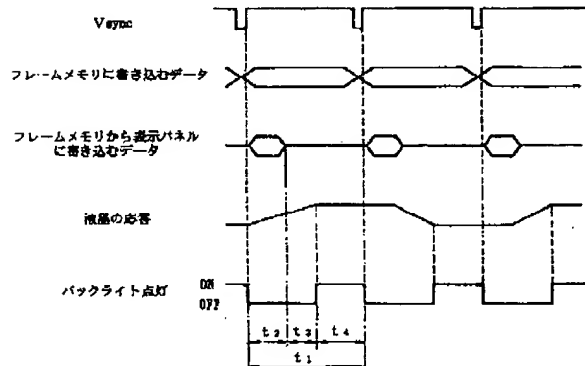 Vsync
フレームメモリに書き込むデータ
フレームメモリから表示パネル
に書き込むデータ
液晶の応答
バックライト点灯
ON
OFF
t2 t3 t4
t1